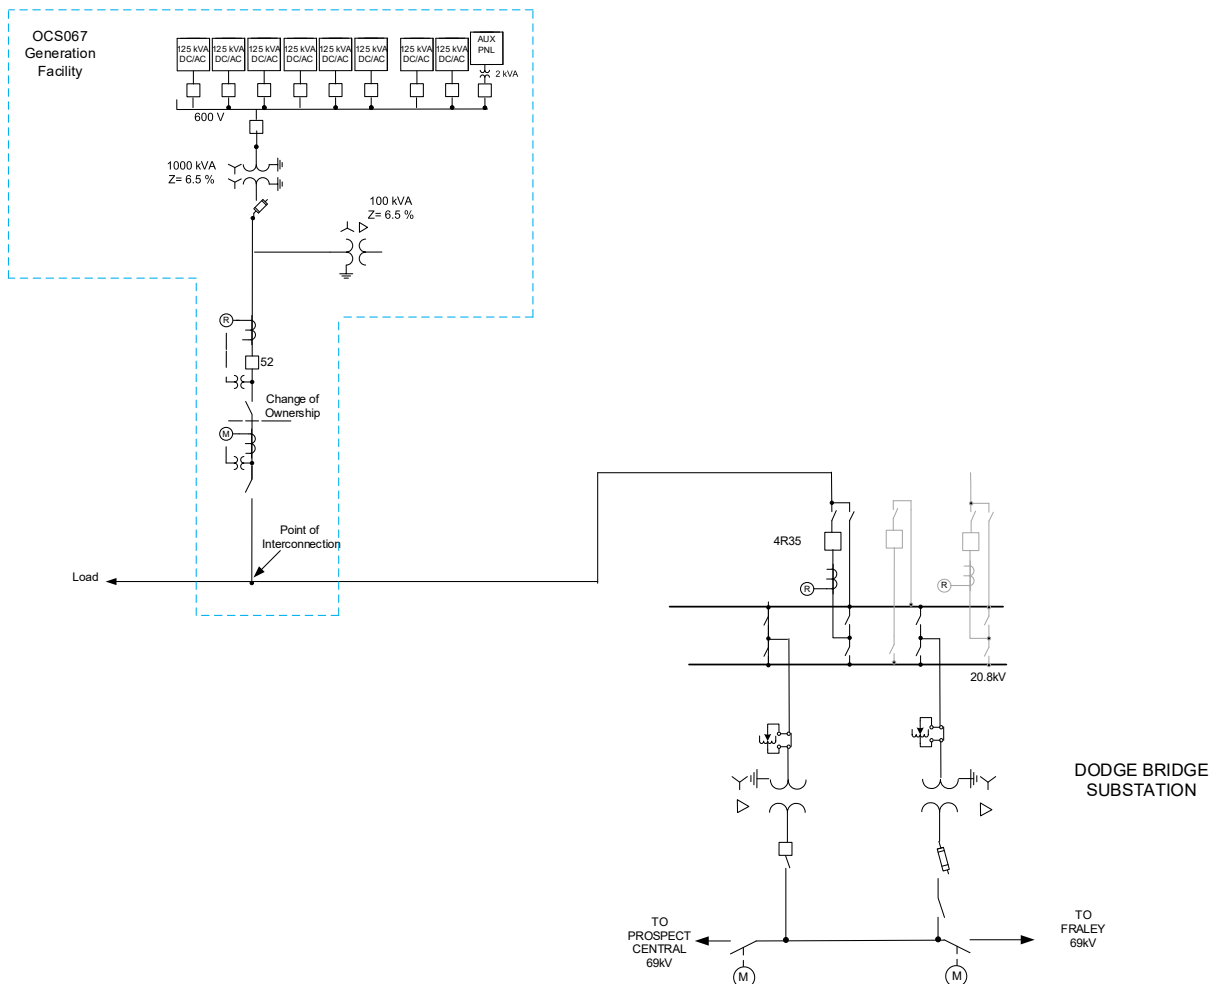 OCS067
Generation
Facility
125 kVA
DC/AC
125 kVA
DC/AC
125 kVA
DC/AC
125 kVA
DC/AC
125 kVA
DC/AC
125 kVA
DC/AC
125 kVA
DC/AC
125 kVA
DC/AC
AUX
PNL
2 kVA
600 V
1000 kVA
Z= 6.5 %
100 kVA
Z= 6.5 %
R
52
Change of
Ownership
M
Point of
Interconnection
Load
4R35
R
R
20.8kV
DODGE BRIDGE
SUBSTATION
TO
PROSPECT
CENTRAL
69kV
TO
FRALEY
69kV
M
M